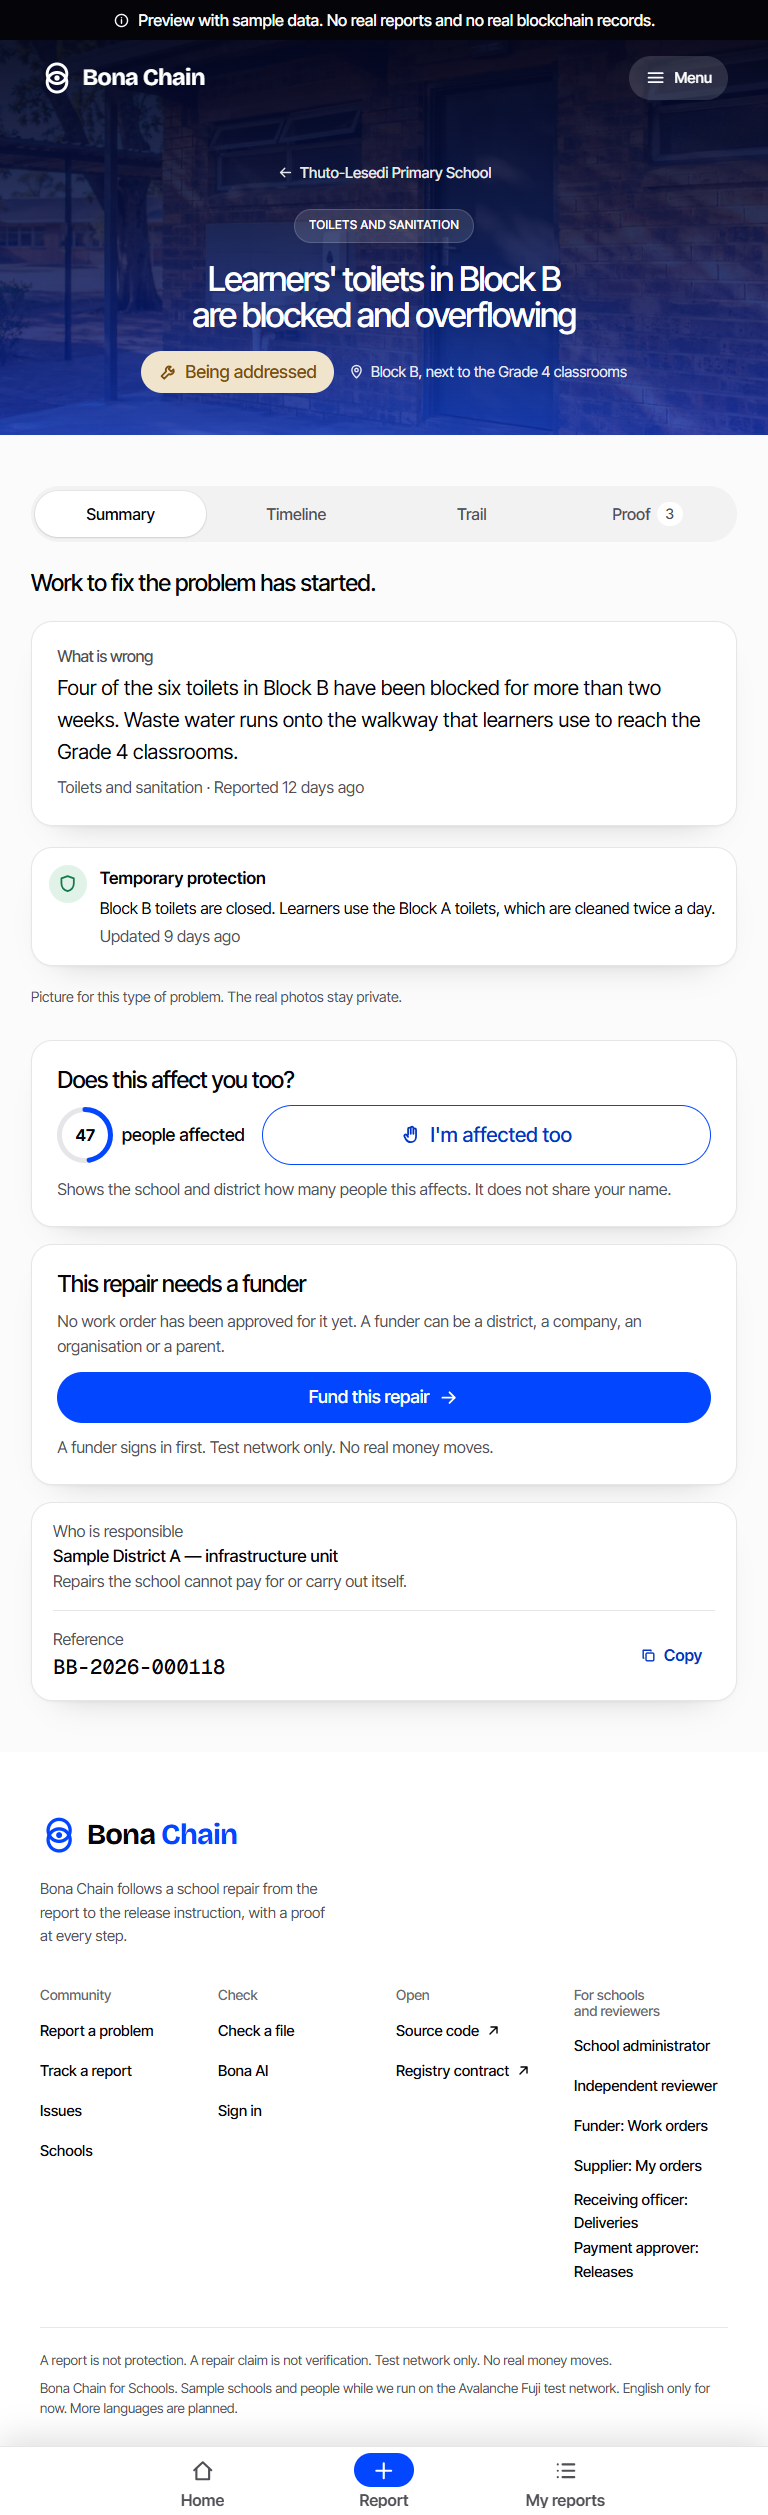 Preview with sample data. No real reports and no real blockchain records.
Bona Chain
Menu
Thuto-Lesedi Primary School
TOILETS AND SANITATION
Learners' toilets in Block B
are blocked and overflowing
Being addressed
Block B, next to the Grade 4 classrooms
Summary
Timeline
Trail
Proof 3
Work to fix the problem has started.
What is wrong
Four of the six toilets in Block B have been blocked for more than two
weeks. Waste water runs onto the walkway that learners use to reach the
Grade 4 classrooms.
Toilets and sanitation · Reported 12 days ago
Temporary protection
Block B toilets are closed. Learners use the Block A toilets, which are cleaned twice a day.
Updated 9 days ago
Picture for this type of problem. The real photos stay private.
Does this affect you too?
47
people affected
I'm affected too
Shows the school and district how many people this affects. It does not share your name.
This repair needs a funder
No work order has been approved for it yet. A funder can be a district, a company, an
organisation or a parent.
Fund this repair
A funder signs in first. Test network only. No real money moves.
Who is responsible
Sample District A — infrastructure unit
Repairs the school cannot pay for or carry out itself.
Reference
BB-2026-000118
Copy
Bona Chain
Bona Chain follows a school repair from the
report to the release instruction, with a proof
at every step.
Community
Report a problem
Track a report
Issues
Schools
Check
Check a file
Bona AI
Sign in
Open
Source code
Registry contract
For schools
and reviewers
School administrator
Independent reviewer
Funder: Work orders
Supplier: My orders
Receiving officer:
Deliveries
Payment approver:
Releases
A report is not protection. A repair claim is not verification. Test network only. No real money moves.
Bona Chain for Schools. Sample schools and people while we run on the Avalanche Fuji test network. English only for
now. More languages are planned.
Home
Report
My reports